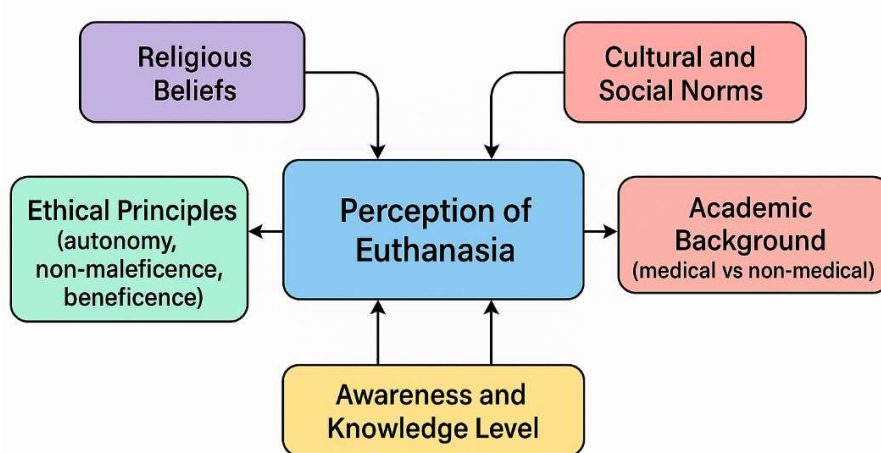 Religious
Beliefs
Cultural and
Social Norms
Ethical Principles
(autonomy,
non-maleficence,
beneficence)
Perception of
Euthanasia
Academic
Background
(medical vs non-medical)
Awareness and
Knowledge Level